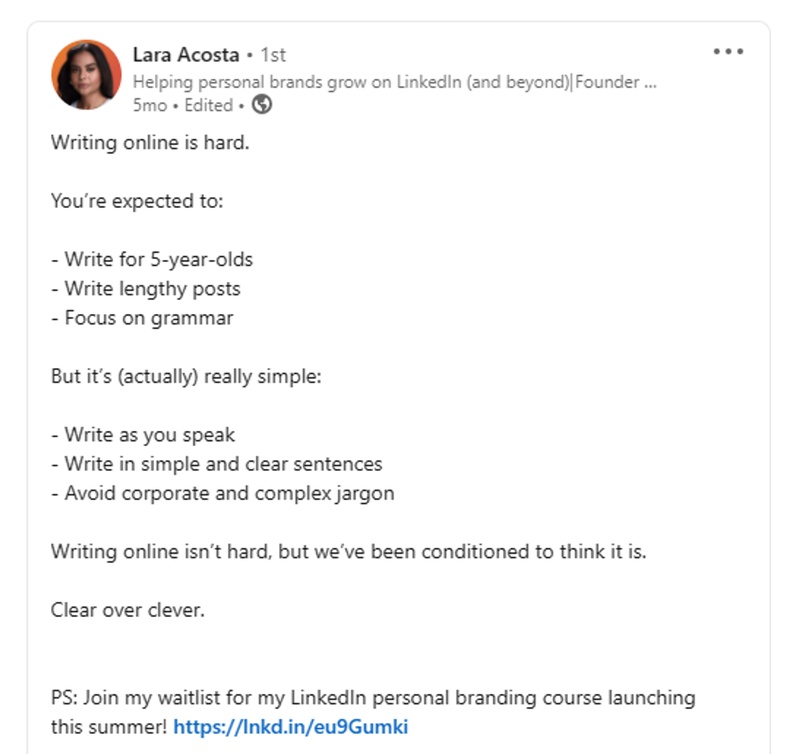 Lara Acosta • 1st
Helping personal brands grow on LinkedIn (and beyond)|Founder ...
5mo • Edited •
Writing online is hard.
You’re expected to:
- Write for 5-year-olds
- Write lengthy posts
- Focus on grammar
But it’s (actually) really simple:
- Write as you speak
- Write in simple and clear sentences
- Avoid corporate and complex jargon
Writing online isn’t hard, but we’ve been conditioned to think it is.
Clear over clever.
PS: Join my waitlist for my LinkedIn personal branding course launching
this summer! https://lnkd.in/eu9Gumki